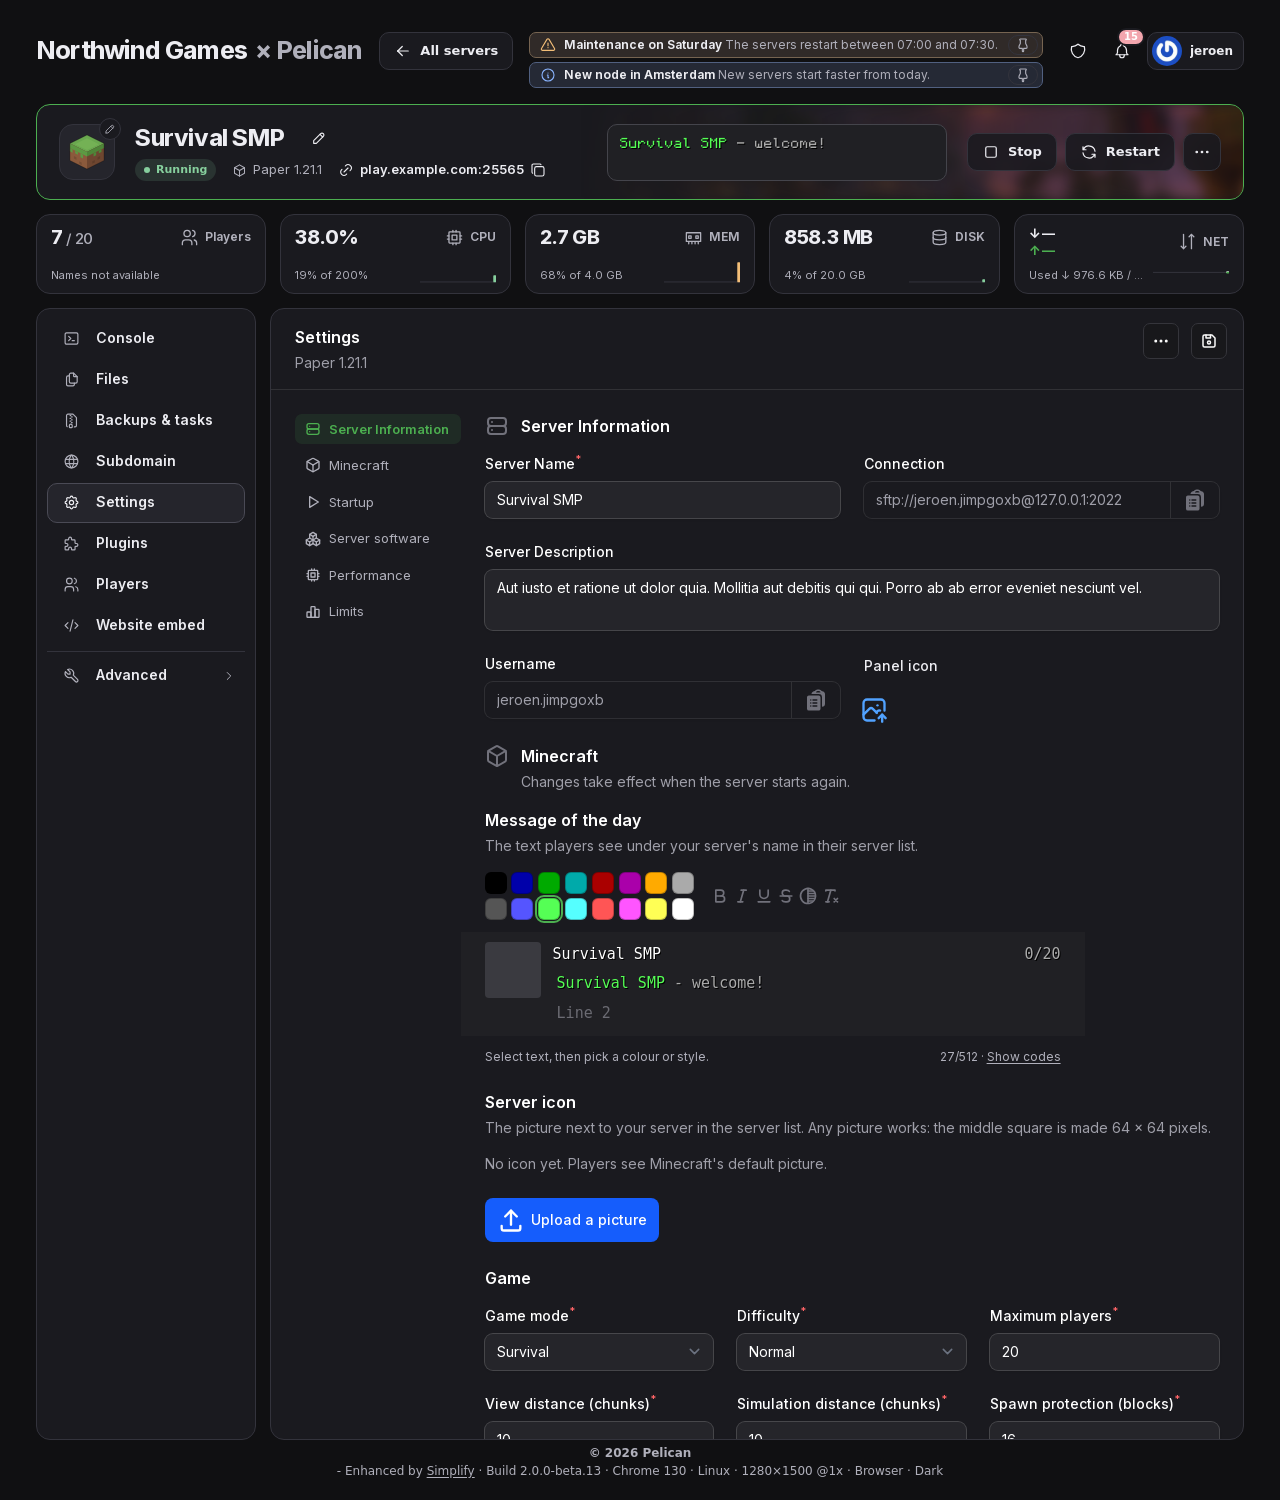 Northwind Games × Pelican
All servers
Maintenance on Saturday The servers restart between 07:00 and 07:30.
New node in Amsterdam New servers start faster from today.
15
jeroen
Survival SMP
Running
Paper 1.21.1
play.example.com:25565
Survival SMP - welcome!
Stop
Restart
7 / 20
Players
Names not available
38.0%
CPU
19% of 200%
2.7 GB
MEM
68% of 4.0 GB
858.3 MB
DISK
4% of 20.0 GB
↓—
↑—
NET
Used ↓ 976.6 KB / ...
Console
Files
Backups & tasks
Subdomain
Settings
Plugins
Players
Website embed
Advanced
Settings
Paper 1.21.1
Server Information
Minecraft
Startup
Server software
Performance
Limits
Server Information
Server Name*
Survival SMP
Connection
sftp://jeroen.jimpgoxb@127.0.0.1:2022
Server Description
Aut iusto et ratione ut dolor quia. Mollitia aut debitis qui qui. Porro ab ab error eveniet nesciunt vel.
Username
jeroen.jimpgoxb
Panel icon
Minecraft
Changes take effect when the server starts again.
Message of the day
The text players see under your server's name in their server list.
B I U S T
Survival SMP 0/20
Survival SMP - welcome!
Line 2
Select text, then pick a colour or style.
27/512 · Show codes
Server icon
The picture next to your server in the server list. Any picture works: the middle square is made 64 × 64 pixels.
No icon yet. Players see Minecraft's default picture.
Upload a picture
Game
Game mode*
Survival
Difficulty*
Normal
Maximum players*
20
View distance (chunks)*
10
Simulation distance (chunks)*
10
Spawn protection (blocks)*
16
© 2026 Pelican
- Enhanced by Simplify · Build 2.0.0-beta.13 · Chrome 130 · Linux · 1280×1500 @1x · Browser · Dark